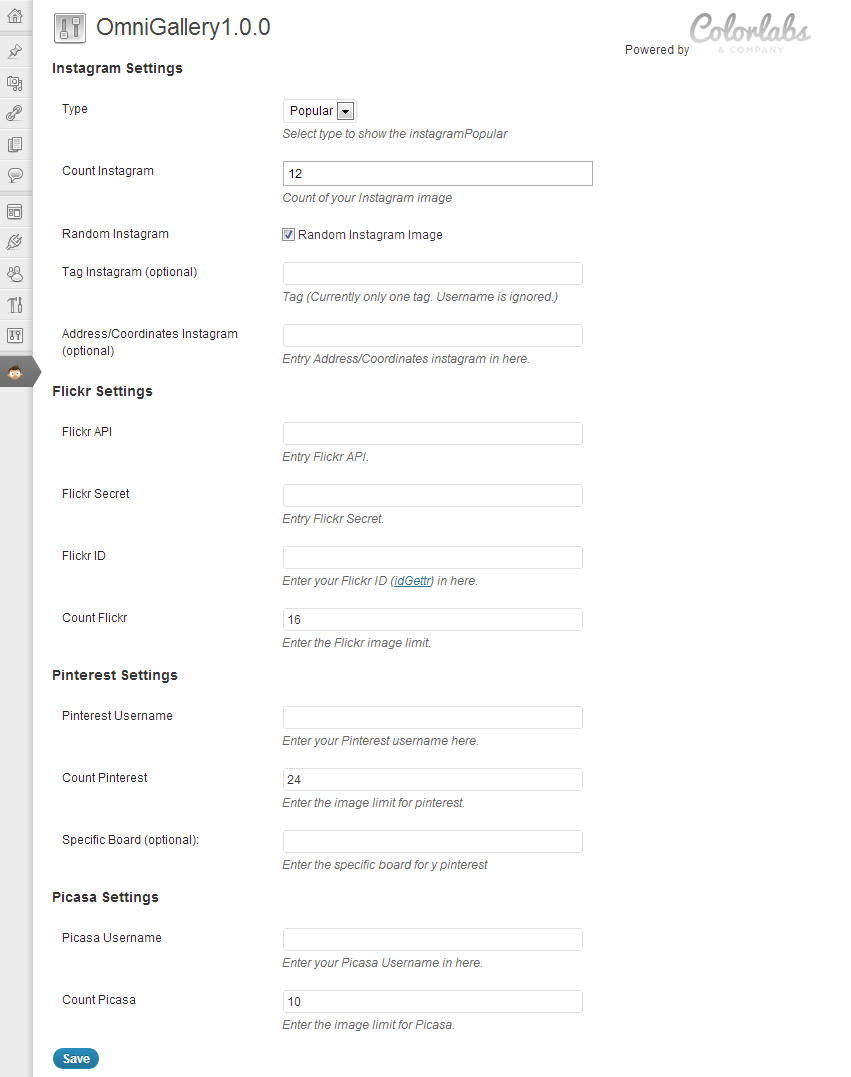 OmniGallery1.0.0
Powered by Colorlabs
& COMPANY
Instagram Settings
Type
Popular
Select type to show the instagramPopular
Count Instagram
12
Count of your Instagram image
Random Instagram
Random Instagram Image
Tag Instagram (optional)
Tag (Currently only one tag. Username is ignored.)
Address/Coordinates Instagram
(optional)
Entry Address/Coordinates instagram in here.
Flickr Settings
Flickr API
Entry Flickr API.
Flickr Secret
Entry Flickr Secret.
Flickr ID
Enter your Flickr ID (idGettr) in here.
Count Flickr
16
Enter the Flickr image limit.
Pinterest Settings
Pinterest Username
Enter your Pinterest username here.
Count Pinterest
24
Enter the image limit for pinterest.
Specific Board (optional):
Enter the specific board for y pinterest
Picasa Settings
Picasa Username
Enter your Picasa Username in here.
Count Picasa
10
Enter the image limit for Picasa.
Save